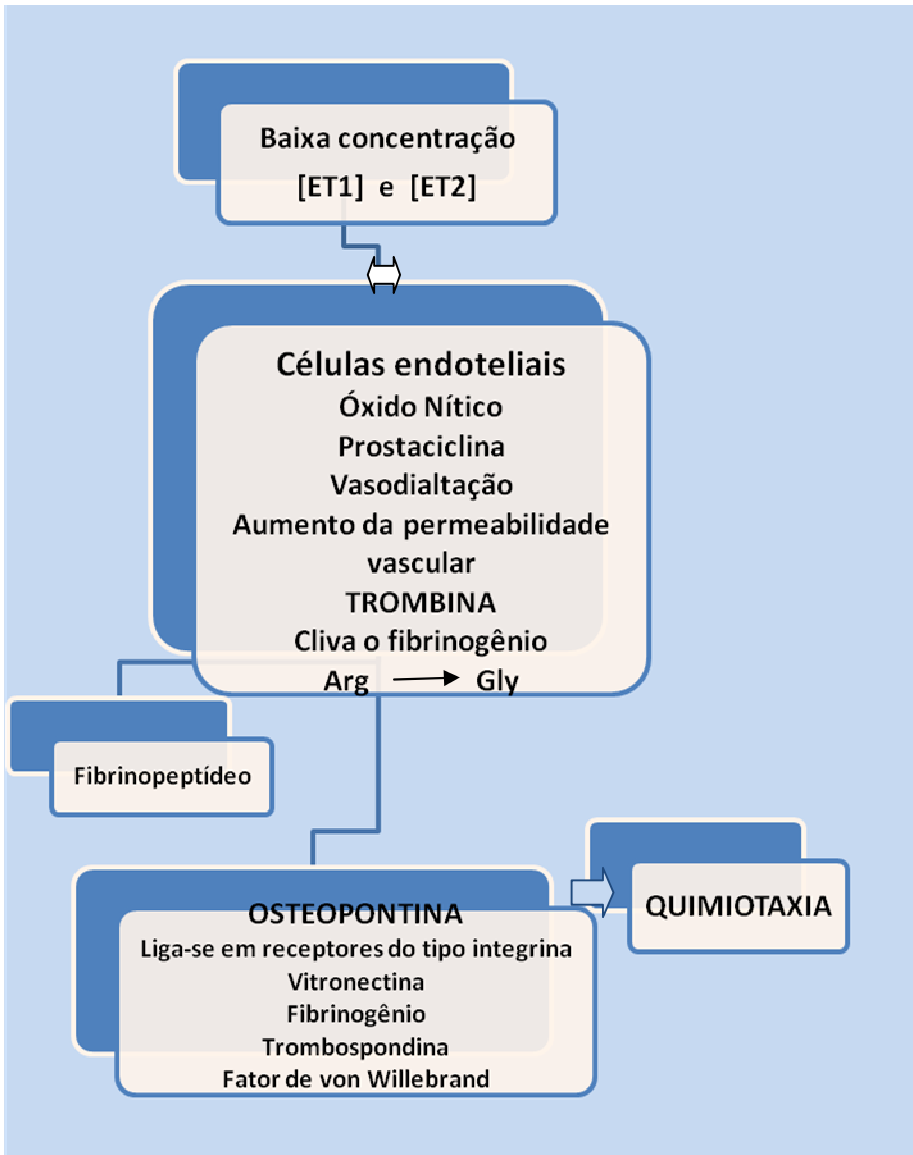 Baixa concentração
[ET1] e [ET2]
Células endoteliais
Óxido Nítico
Prostaciclina
Vasodialtação
Aumento da permeabilidade
vascular
TROMBINA
Cliva o fibrinogênio
Arg → Gly
Fibrinopeptídeo
OSTEOPONTINA
Liga-se em receptores do tipo integrina
Vitronectina
Fibrinogênio
Trombospondina
Fator de von Willebrand
QUIMIOTAXIA